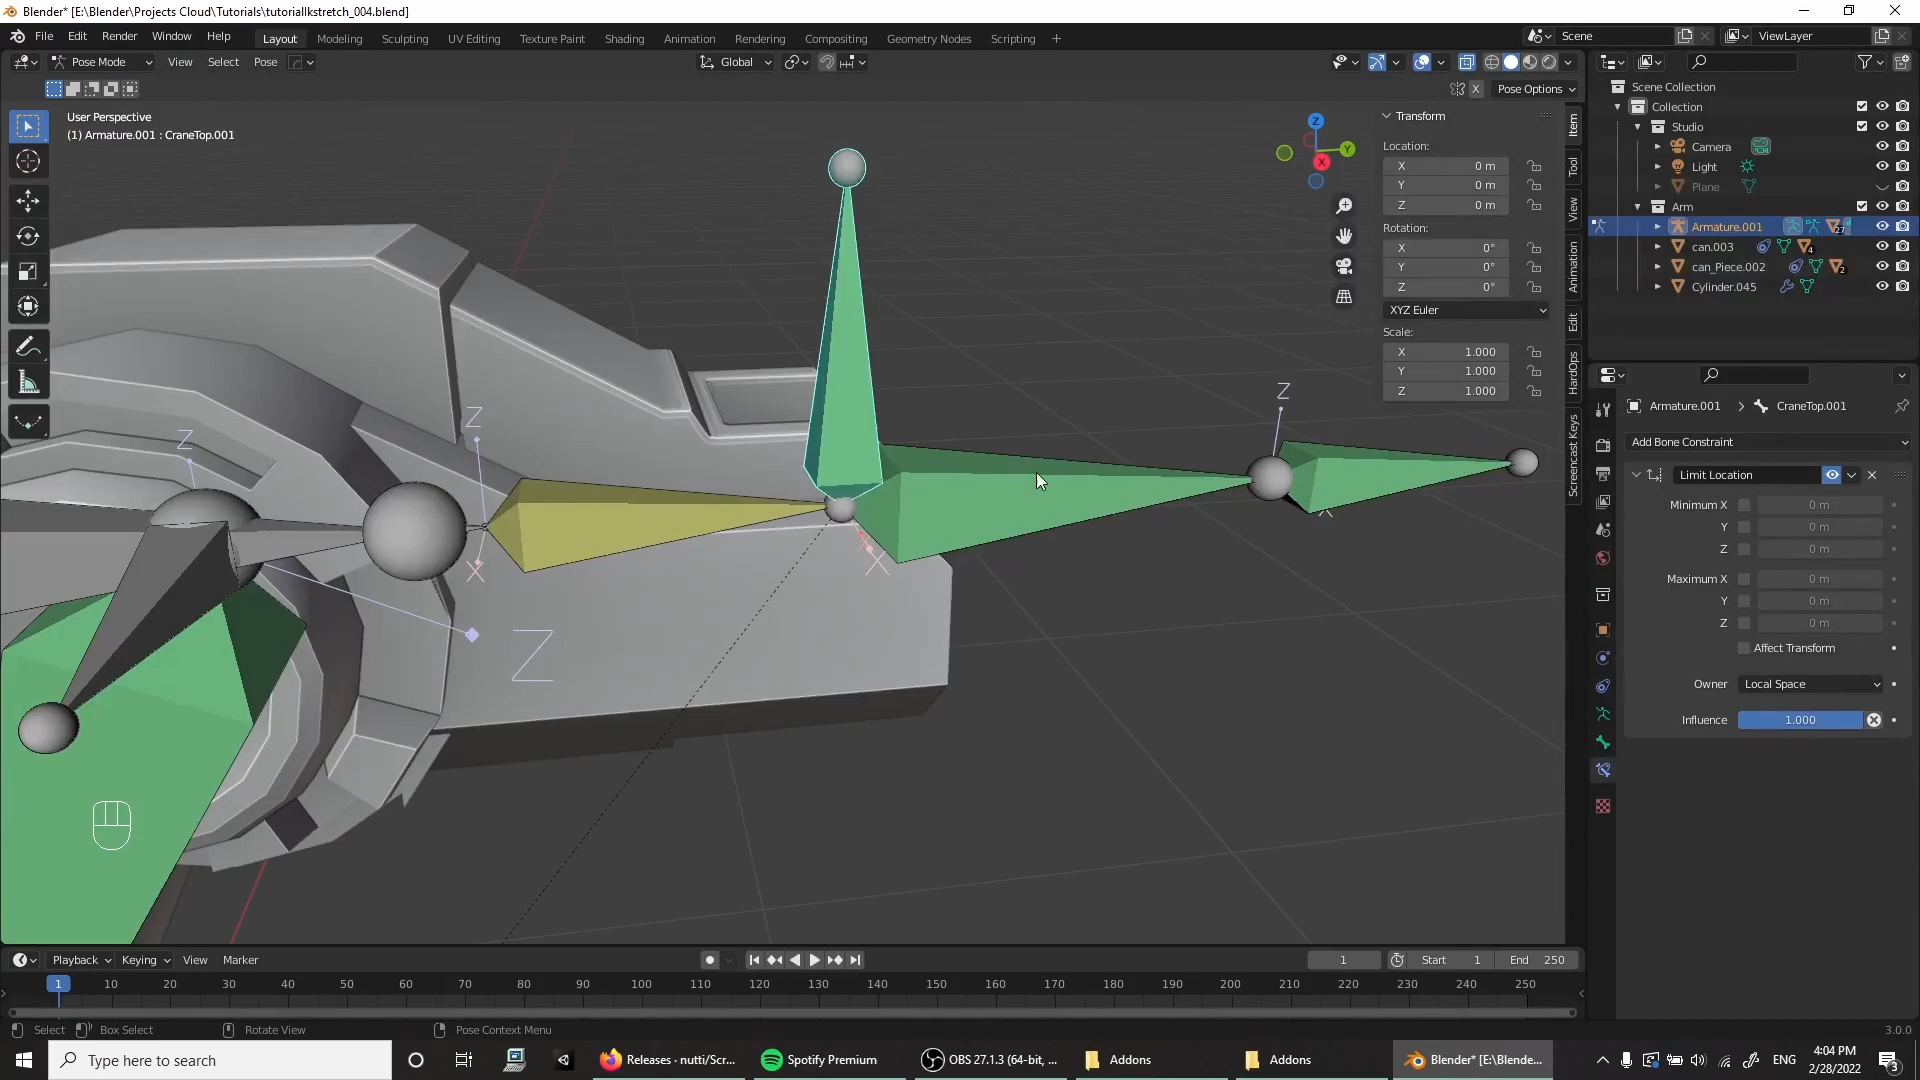 Blender* [E:\Blender\Projects Cloud\Tutorials\tutorialIkstretch_004.blend]
File Edit Render Window Help
Layout Modeling Sculpting UV Editing Texture Paint Shading Animation Rendering Compositing Geometry Nodes Scripting +
Scene
ViewLayer
Pose Mode View Select Pose
Global
X
Pose Options
User Perspective
(1) Armature.001 : CraneTop.001
Z
Y
X
Z
Z
Z
Z
X
X
X
Transform
Location:
X 0 m
Y 0 m
Z 0 m
Rotation:
X 0°
Y 0°
Z 0°
XYZ Euler
Scale:
X 1.000
Y 1.000
Z 1.000
Item
Tool
View
Animation
Edit
HardOps
Screencast Keys
Scene Collection
Collection
Studio
Camera
Light
Plane
Arm
Armature.001 27
can.003 4
can_Piece.002 2
Cylinder.045
Armature.001 > CraneTop.001
Add Bone Constraint
Limit Location
Minimum X 0 m
Y 0 m
Z 0 m
Maximum X 0 m
Y 0 m
Z 0 m
Affect Transform
Owner Local Space
Influence 1.000
Playback Keying View Marker
1
Start 1
End 250
1 10 20 30 40 50 60 70 80 90 100 110 120 130 140 150 160 170 180 190 200 210 220 230 240 250
Select Box Select Rotate View Pose Context Menu
3.0.0
Type here to search
Releases · nutti/Scr...
Spotify Premium
OBS 27.1.3 (64-bit, ...
Addons
Addons
Blender* [E:\Blende...
ENG
4:04 PM
2/28/2022
3